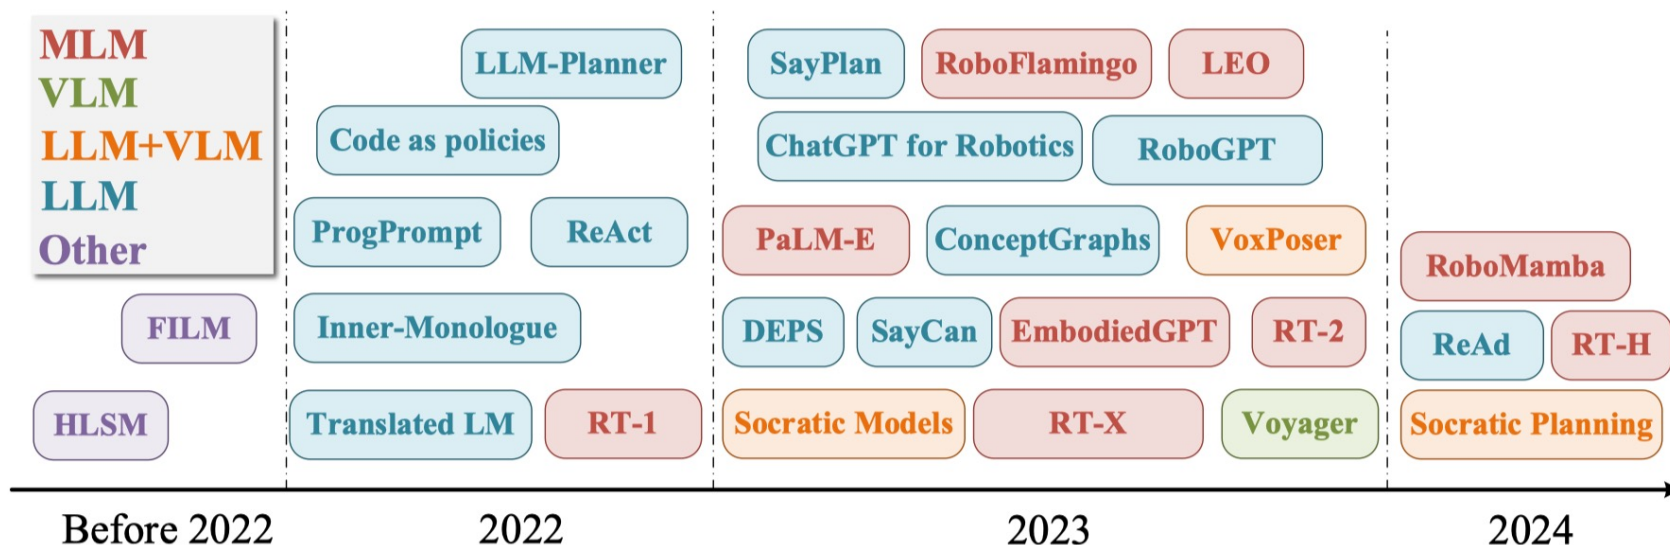 MLM
VLM
LLM+VLM
LLM
Other
FILM
HLSM
LLM-Planner
Code as policies
ProgPrompt
ReAct
Inner-Monologue
Translated LM
RT-1
SayPlan
RoboFlamingo
LEO
ChatGPT for Robotics
RoboGPT
PaLM-E
ConceptGraphs
VoxPoser
DEPS
SayCan
EmbodiedGPT
RT-2
Socratic Models
RT-X
Voyager
RoboMamba
ReAd
RT-H
Socratic Planning
Before 2022
2022
2023
2024